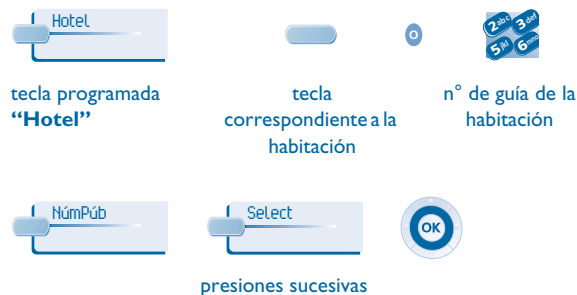 Hotel
O
2abc 3def
5jkl 6mno
tecla programada
“Hotel”
tecla
correspondiente a la
habitación
n° de guía de la
habitación
NúmPúb
Select
OK
presiones sucesivas